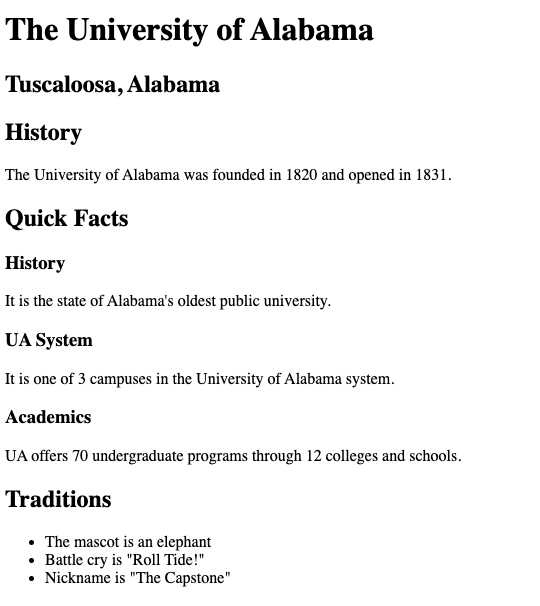 The University of Alabama
Tuscaloosa, Alabama
History
The University of Alabama was founded in 1820 and opened in 1831.
Quick Facts
History
It is the state of Alabama's oldest public university.
UA System
It is one of 3 campuses in the University of Alabama system.
Academics
UA offers 70 undergraduate programs through 12 colleges and schools.
Traditions
• The mascot is an elephant
• Battle cry is "Roll Tide!"
• Nickname is "The Capstone"